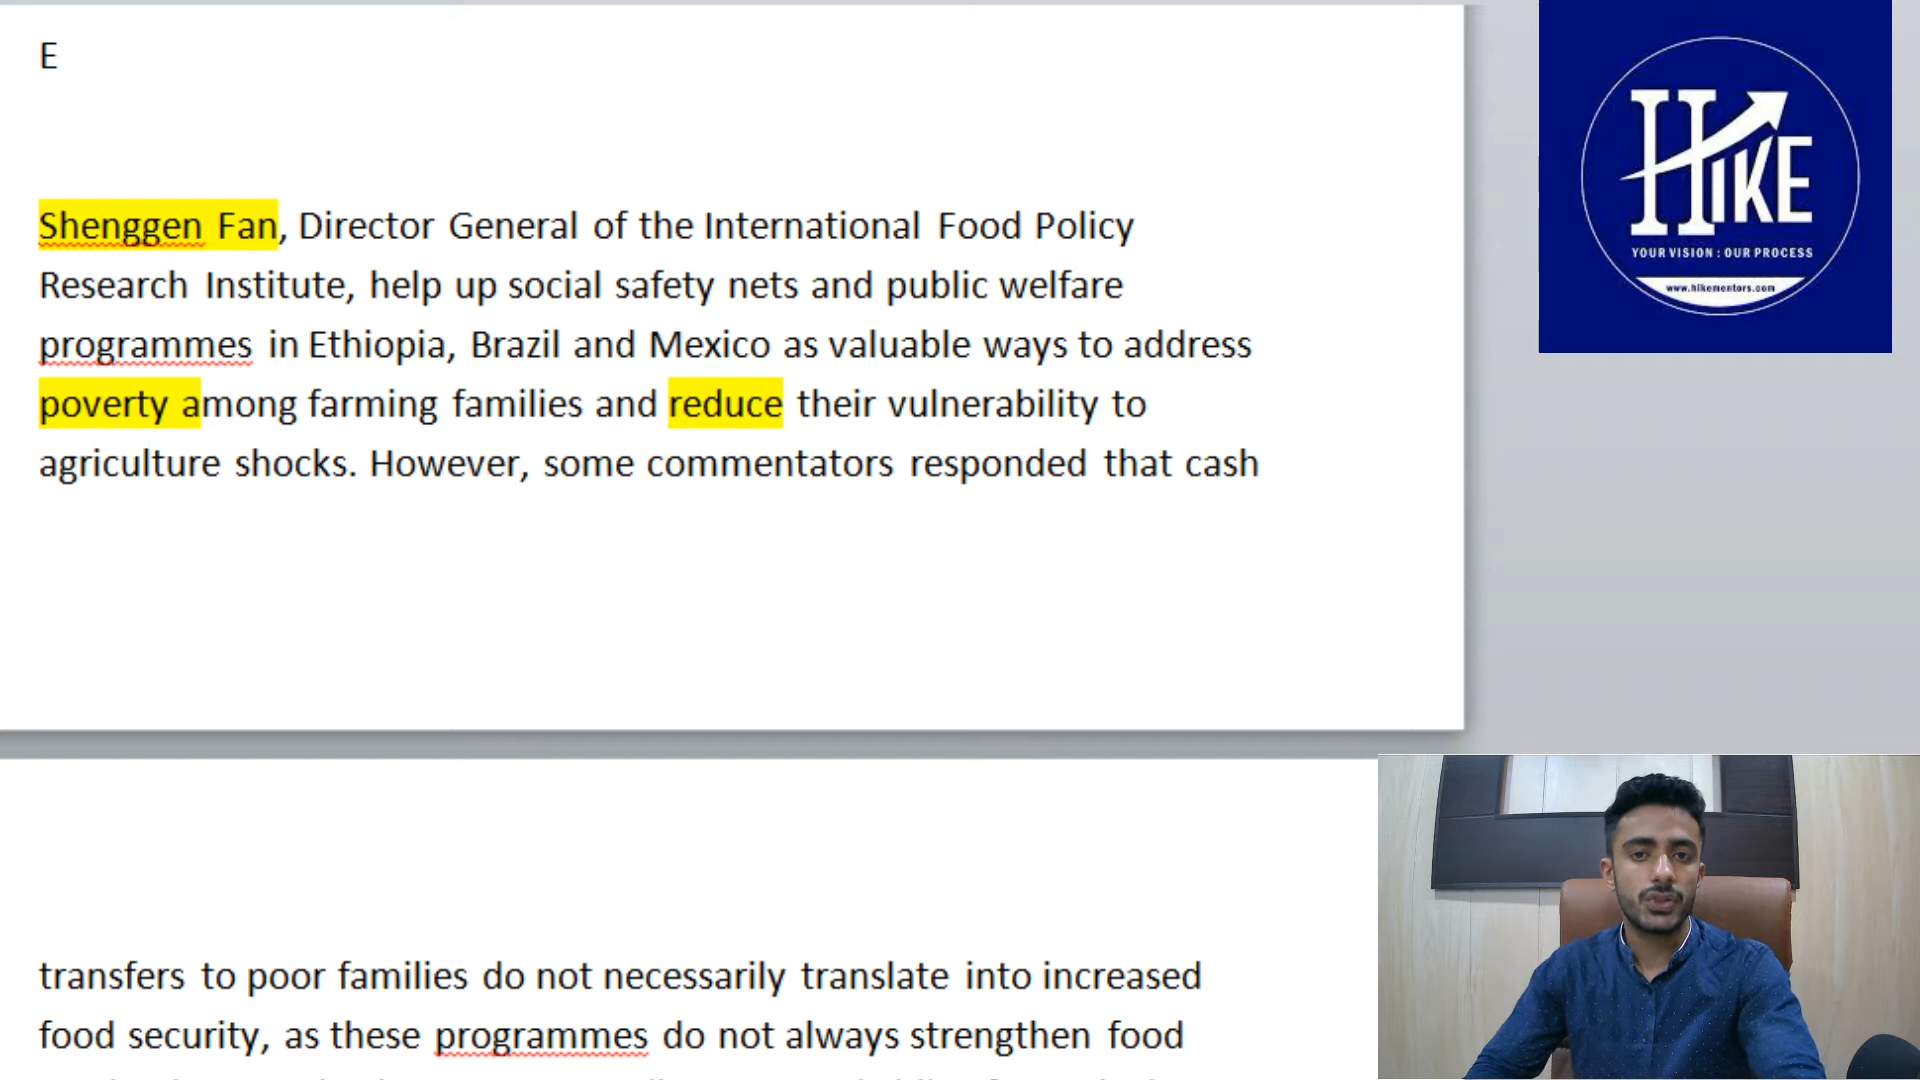 E
Shenggen Fan, Director General of the International Food Policy
Research Institute, help up social safety nets and public welfare
programmes in Ethiopia, Brazil and Mexico as valuable ways to address
poverty among farming families and reduce their vulnerability to
agriculture shocks. However, some commentators responded that cash
transfers to poor families do not necessarily translate into increased
food security, as these programmes do not always strengthen food
HIKE
YOUR VISION : OUR PROCESS
www.hikementors.com